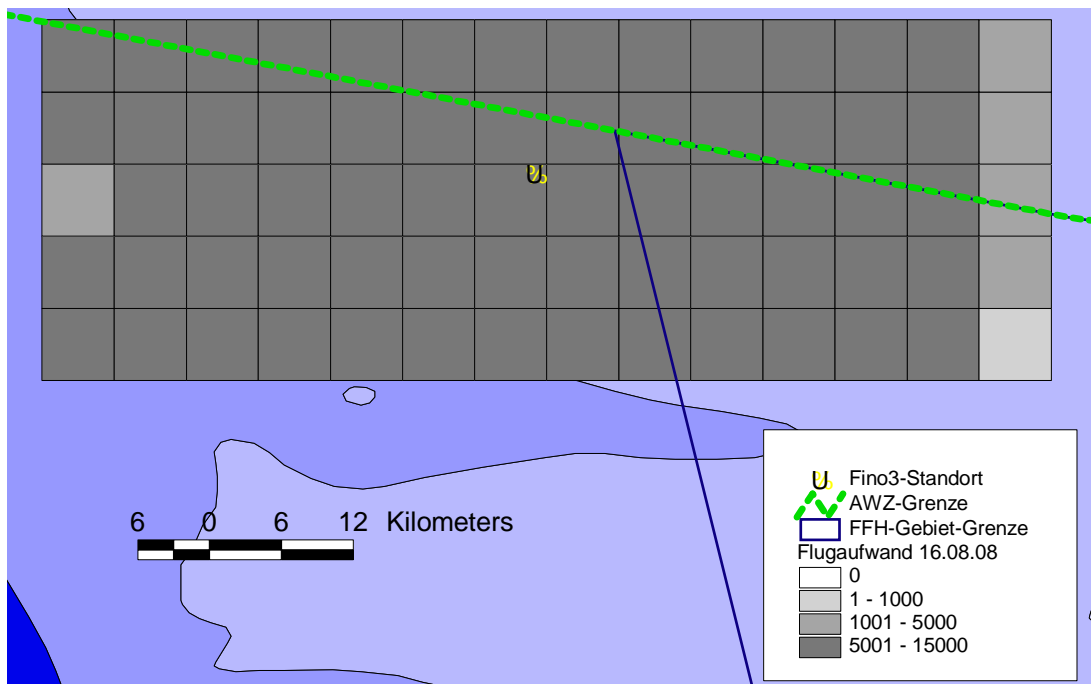 U
6 0 6 12 Kilometers
U Fino3-Standort
AWZ-Grenze
FFH-Gebiet-Grenze
Flugaufwand 16.08.08
0
1 - 1000
1001 - 5000
5001 - 15000